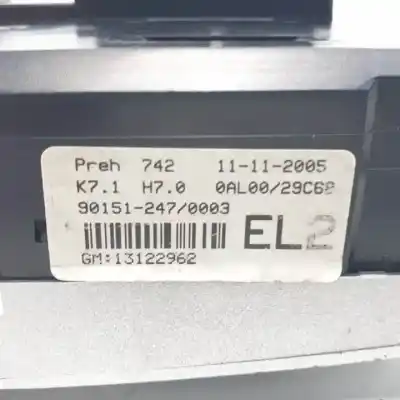 Preh 742 11-11-2005
K7.1 H7.0 0AL00/29C68
90151-247/0003
EL2
GM:13122962